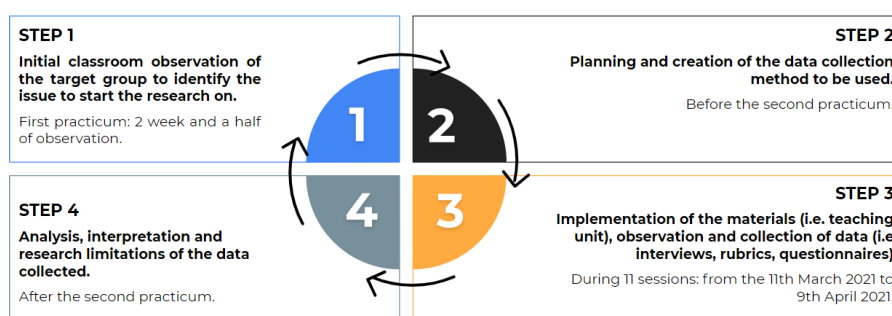 STEP 1
Initial classroom observation of
the target group to identify the
issue to start the research on.
First practicum: 2 week and a half
of observation.
1
STEP 2
Planning and creation of the data collection
method to be used.
Before the second practicum.
2
STEP 3
Implementation of the materials (i.e. teaching
unit), observation and collection of data (i.e
interviews, rubrics, questionnaires)
During 11 sessions: from the 11th March 2021 to
9th April 2021.
3
STEP 4
Analysis, interpretation and
research limitations of the data
collected.
After the second practicum.
4